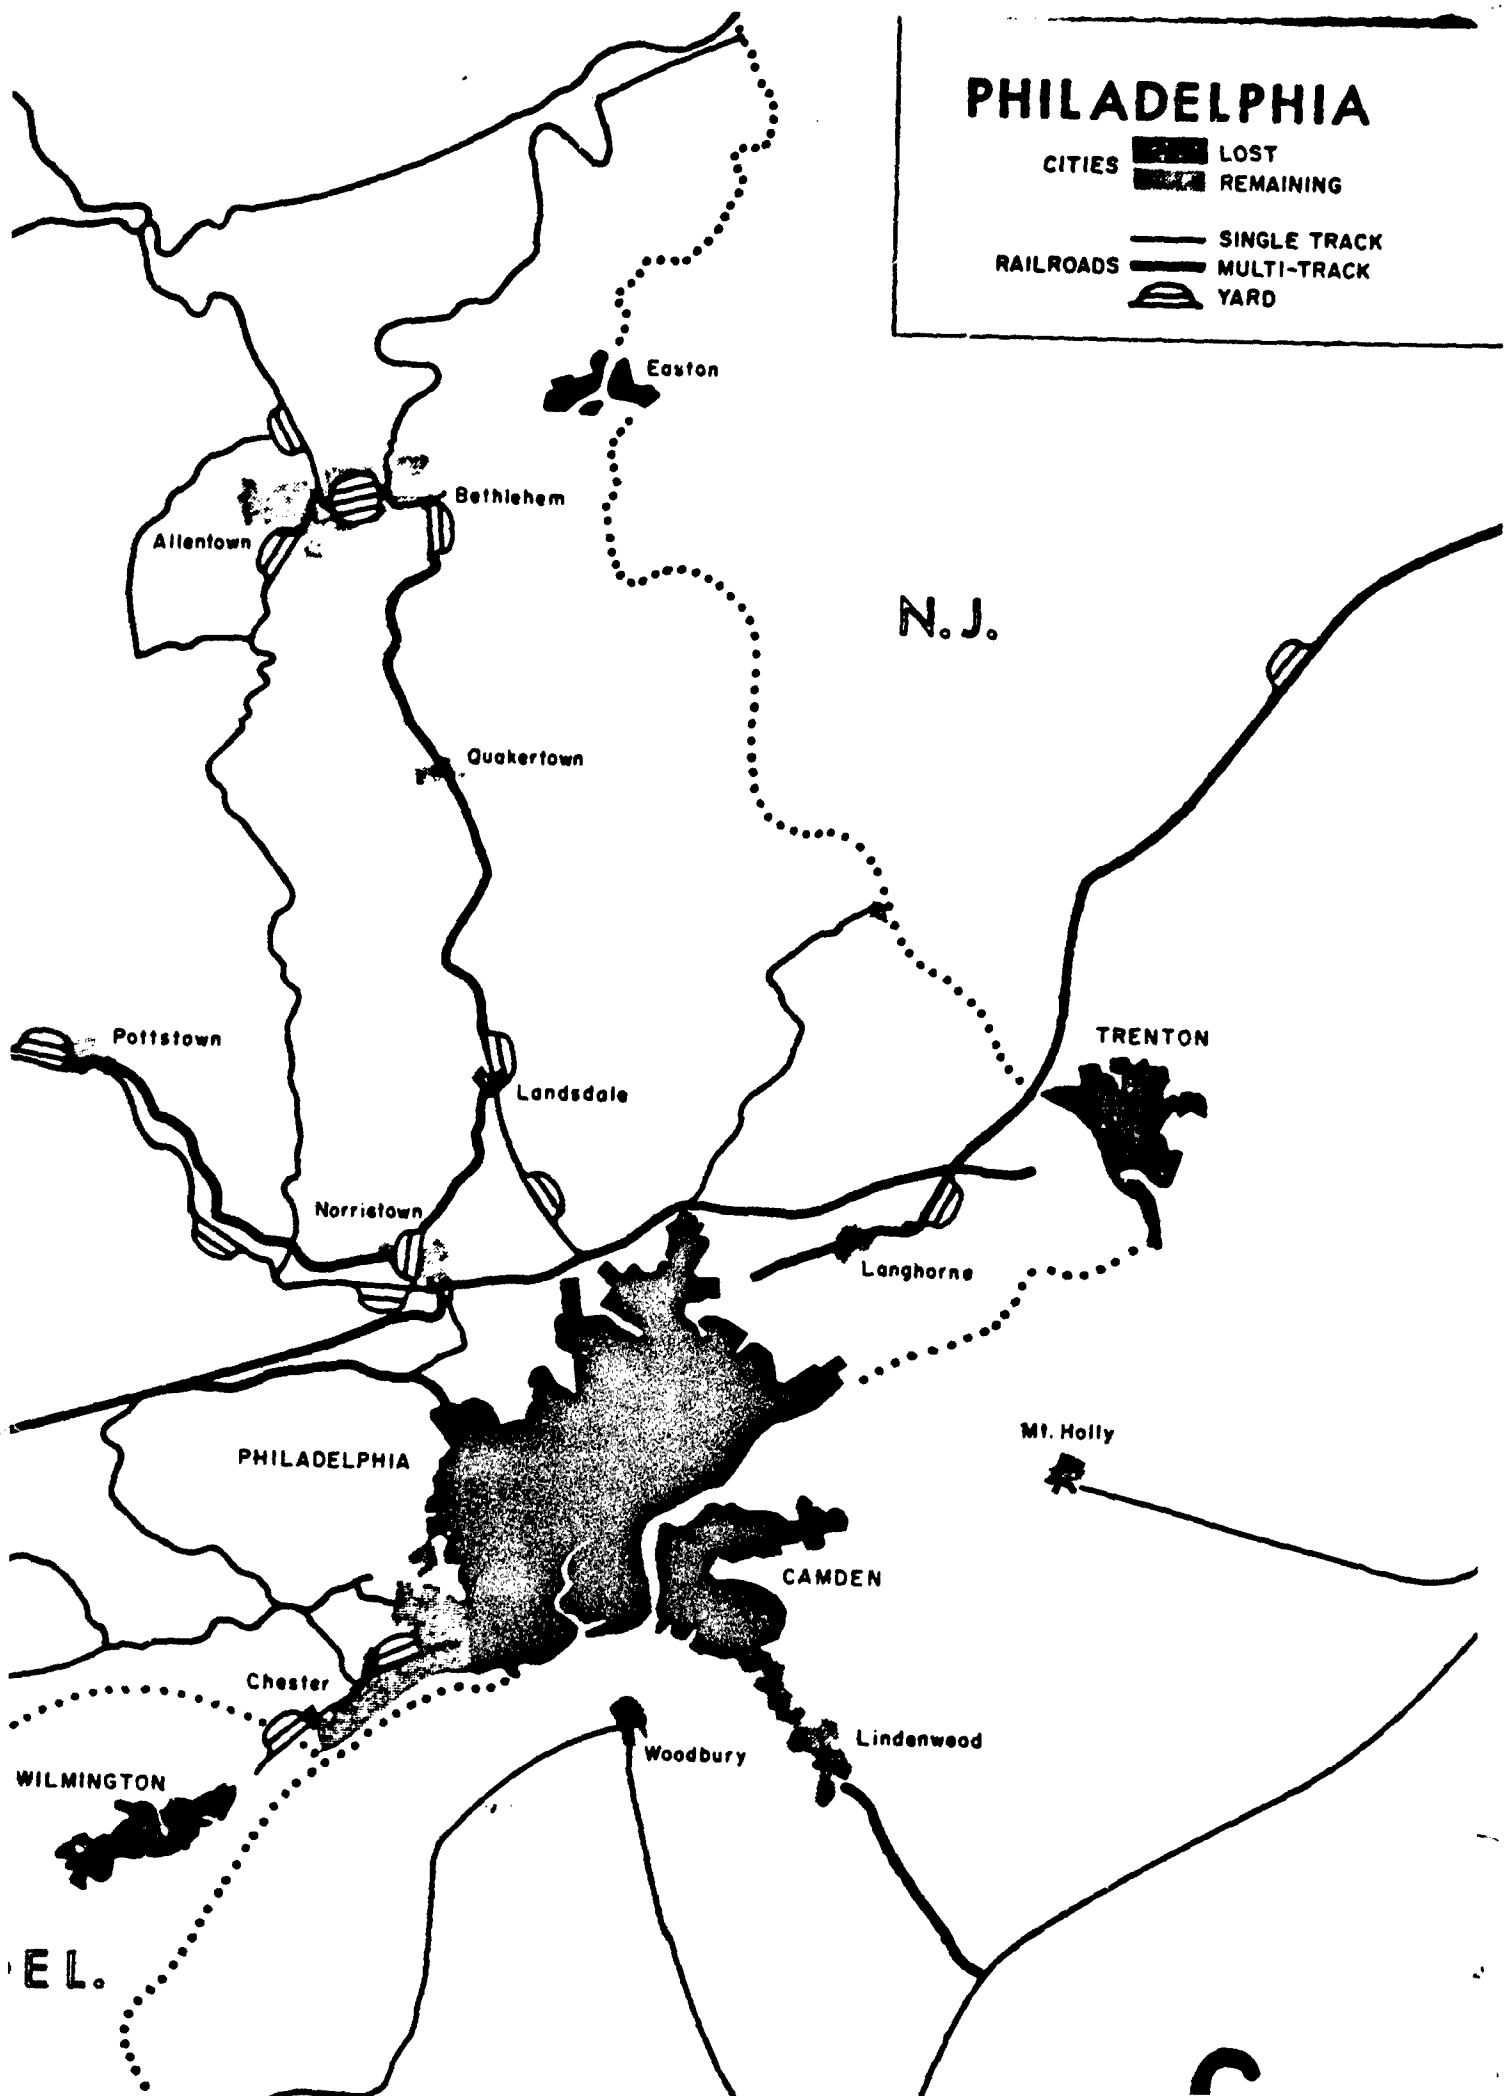 PHILADELPHIA
CITIES
LOST
REMAINING
RAILROADS
SINGLE TRACK
MULTI-TRACK
YARD
Easton
Bethlehem
Allentown
N.J.
Quakertown
Pottstown
TRENTON
Landsdale
Norristown
Langhorne
Mt. Holly
PHILADELPHIA
CAMDEN
Chester
Lindenwood
Woodbury
WILMINGTON
EL.